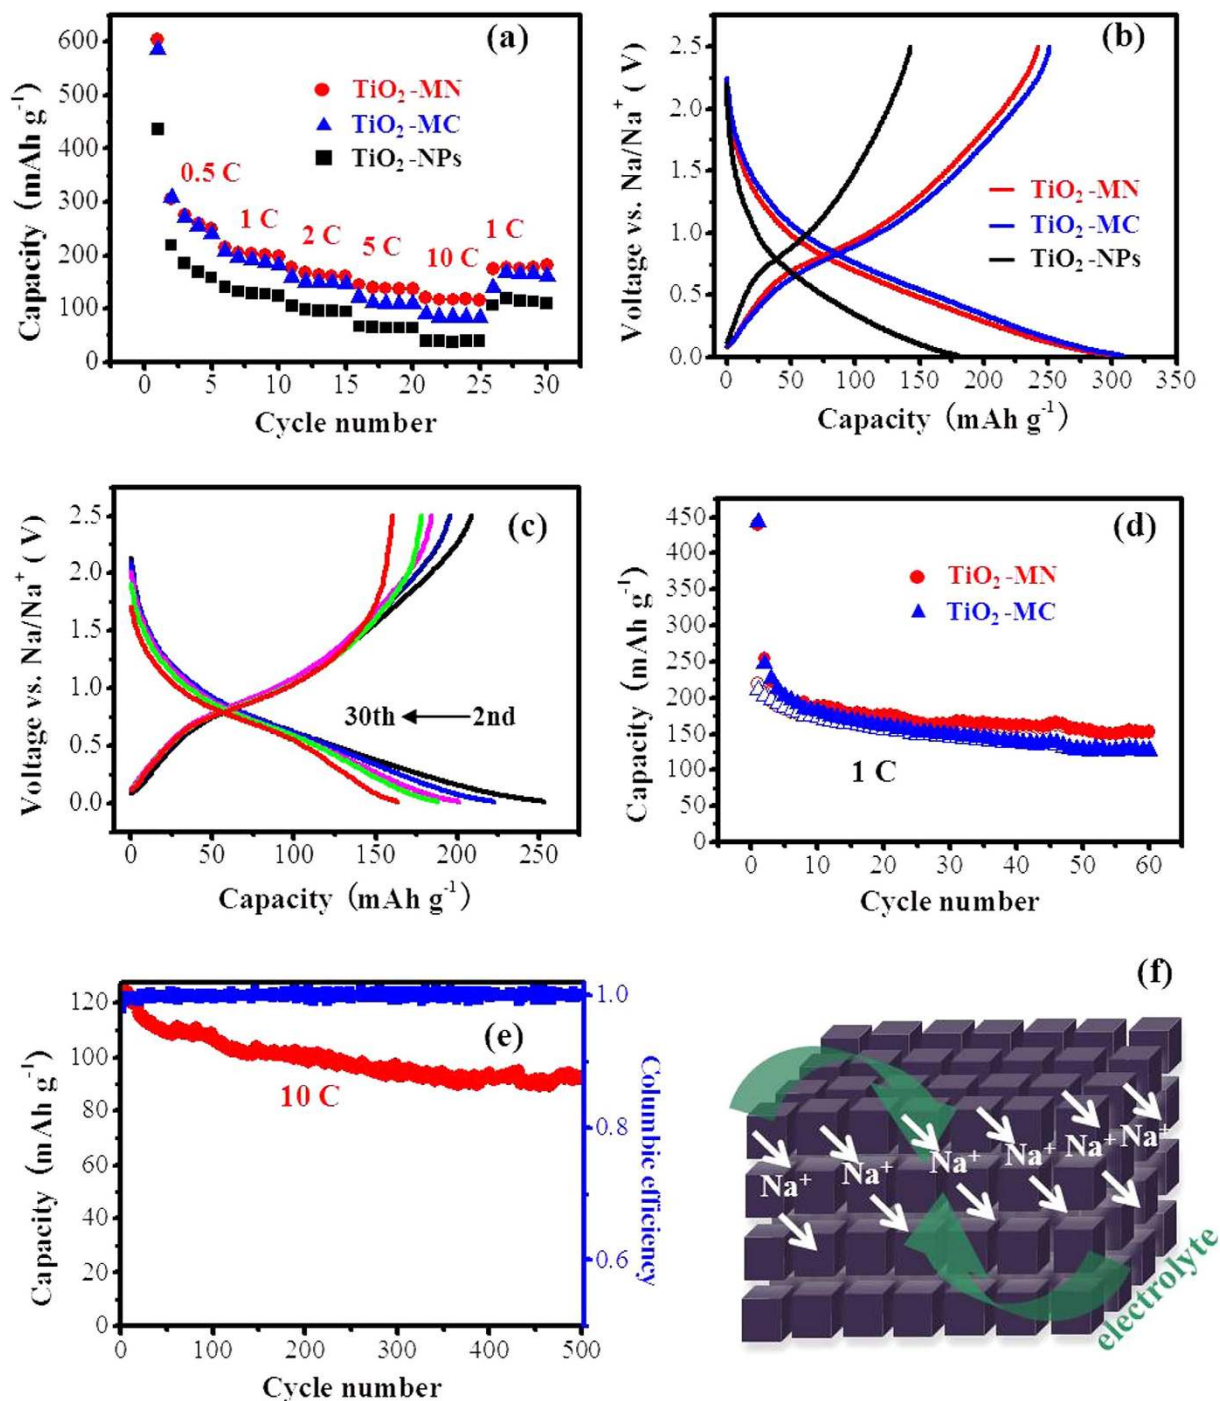 (a)
Capacity (mAh g-1)
600
500
400
300
200
100
0
TiO2-MN
TiO2-MC
TiO2-NPs
0.5 C
1 C
2 C
5 C
10 C
1 C
0 5 10 15 20 25 30
Cycle number
(b)
Voltage vs. Na/Na+ ( V)
2.5
2.0
1.5
1.0
0.5
0.0
TiO2-MN
TiO2-MC
TiO2-NPs
0 50 100 150 200 250 300 350
Capacity (mAh g-1)
(c)
Voltage vs. Na/Na+ ( V)
2.5
2.0
1.5
1.0
0.5
0.0
30th 2nd
0 50 100 150 200 250
Capacity (mAh g-1)
(d)
Capacity (mAh g-1)
450
400
350
300
250
200
150
100
50
0
TiO2-MN
TiO2-MC
1 C
0 10 20 30 40 50 60
Cycle number
(e)
Capacity (mAh g-1)
120
100
80
60
40
20
0
10 C
1.0
0.8
0.6
Columbic efficiency
0 100 200 300 400 500
Cycle number
(f)
Na+ Na+ Na+ Na+ Na+ Na+
electrolyte